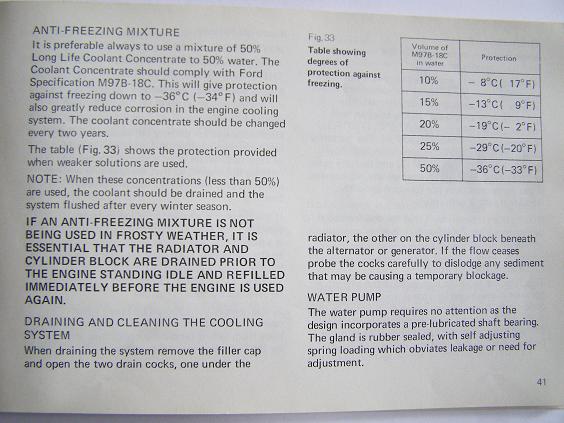 ANTI-FREEZING MIXTURE
It is preferable always to use a mixture of 50%
Long Life Coolant Concentrate to 50% water. The
Coolant Concentrate should comply with Ford
Specification M97B-18C. This will give protection
against freezing down to −36°C (−34°F) and will
also greatly reduce corrosion in the engine cooling
system. The coolant concentrate should be changed
every two years.
The table (Fig. 33) shows the protection provided
when weaker solutions are used.
NOTE: When these concentrations (less than 50%)
are used, the coolant should be drained and the
system flushed after every winter season.
IF AN ANTI-FREEZING MIXTURE IS NOT
BEING USED IN FROSTY WEATHER, IT IS
ESSENTIAL THAT THE RADIATOR AND
CYLINDER BLOCK ARE DRAINED PRIOR TO
THE ENGINE STANDING IDLE AND REFILLED
IMMEDIATELY BEFORE THE ENGINE IS USED
AGAIN.
DRAINING AND CLEANING THE COOLING
SYSTEM
When draining the system remove the filler cap
and open the two drain cocks, one under the
Fig. 33
Table showing
degrees of
protection against
freezing.
Volume of
M97B-18C
in water
Protection
10% − 8°C ( 17°F)
15% −13°C ( 9°F)
20% −19°C (− 2°F)
25% −29°C (−20°F)
50% −36°C (−33°F)
radiator, the other on the cylinder block beneath
the alternator or generator. If the flow ceases
probe the cocks carefully to dislodge any sediment
that may be causing a temporary blockage.
WATER PUMP
The water pump requires no attention as the
design incorporates a pre-lubricated shaft bearing.
The gland is rubber sealed, with self adjusting
spring loading which obviates leakage or need for
adjustment.
41